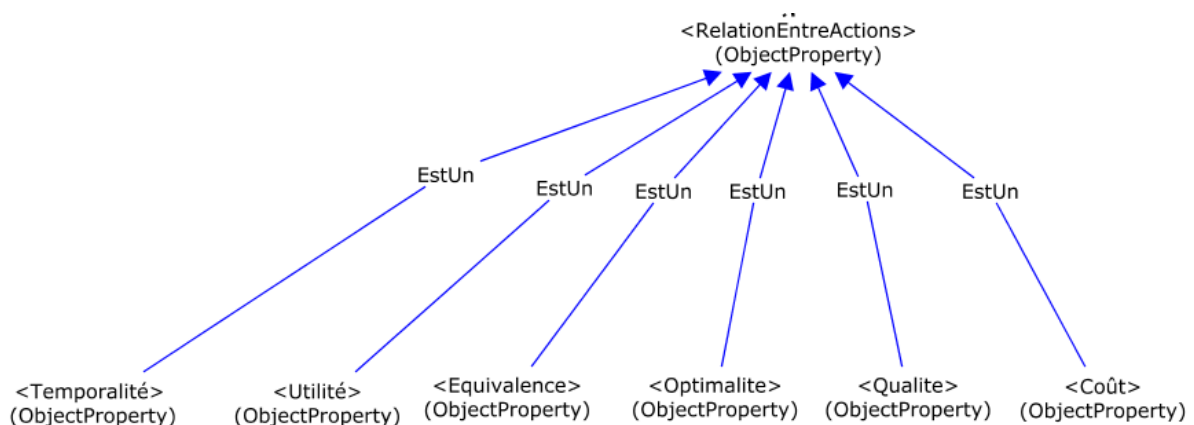 <RelationEntreActions>
(ObjectProperty)
EstUn
EstUn
EstUn
EstUn
EstUn
EstUn
<Temporalité>
(ObjectProperty)
<Utilité>
(ObjectProperty)
<Equivalence>
(ObjectProperty)
<Optimalite>
(ObjectProperty)
<Qualite>
(ObjectProperty)
<Coût>
(ObjectProperty)